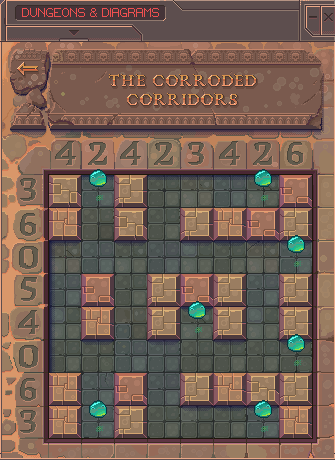 DUNGEONS & DIAGRAMS
THE CORRODED
CORRIDORS
4 2 4 2 3 4 2 6
3
6
0
5
4
0
6
3